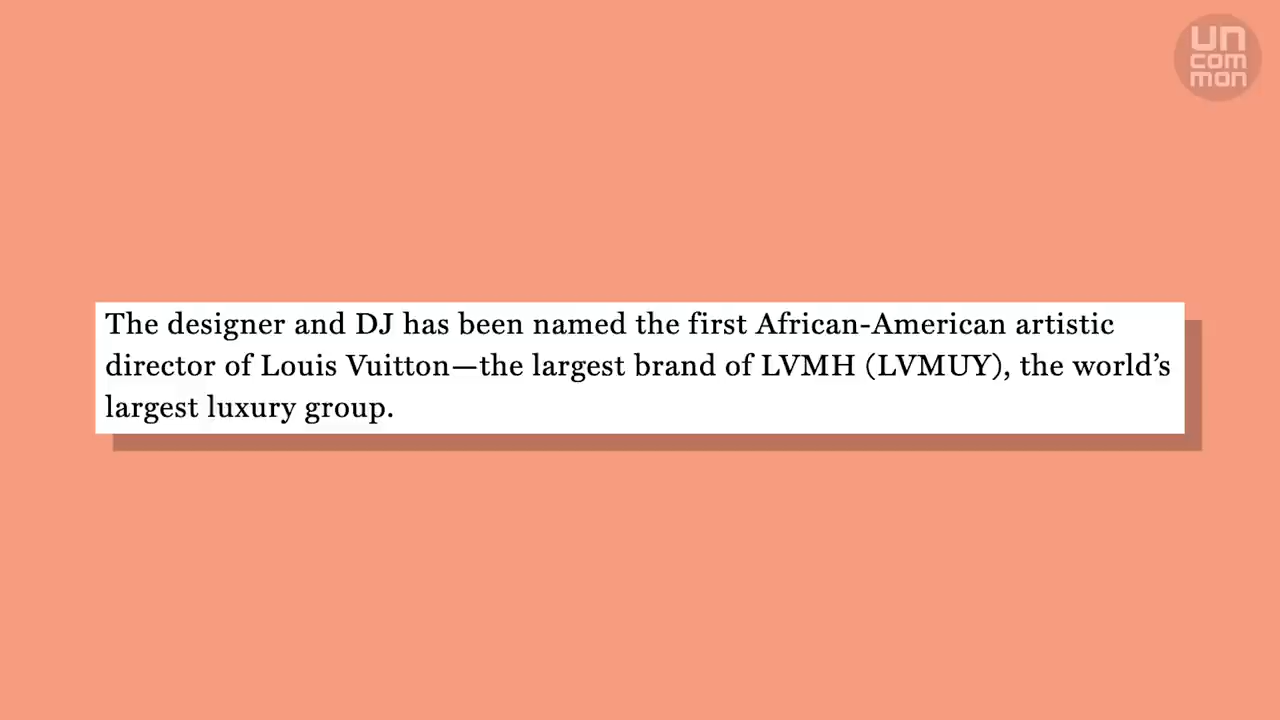 un
com
mon
The designer and DJ has been named the first African-American artistic
director of Louis Vuitton—the largest brand of LVMH (LVMUY), the world’s
largest luxury group.